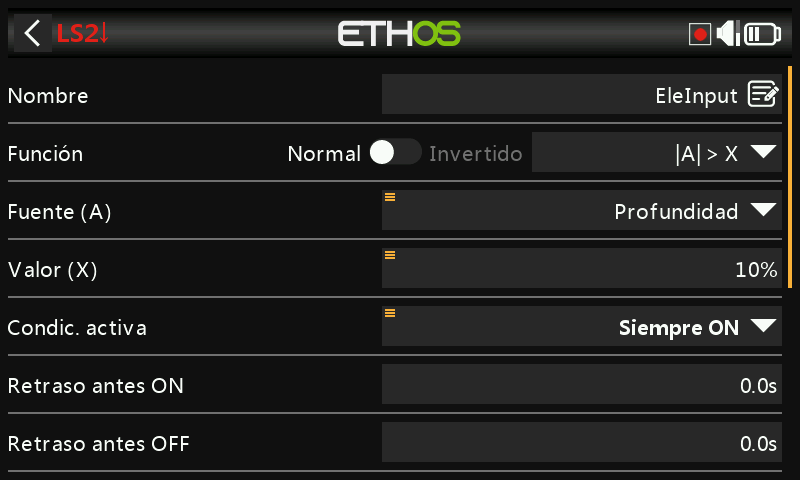 LS2↓ ETHOS
Nombre EleInput
Función Normal Invertido |A| > X
Fuente (A) Profundidad
Valor (X) 10%
Condic. activa Siempre ON
Retraso antes ON 0.0s
Retraso antes OFF 0.0s